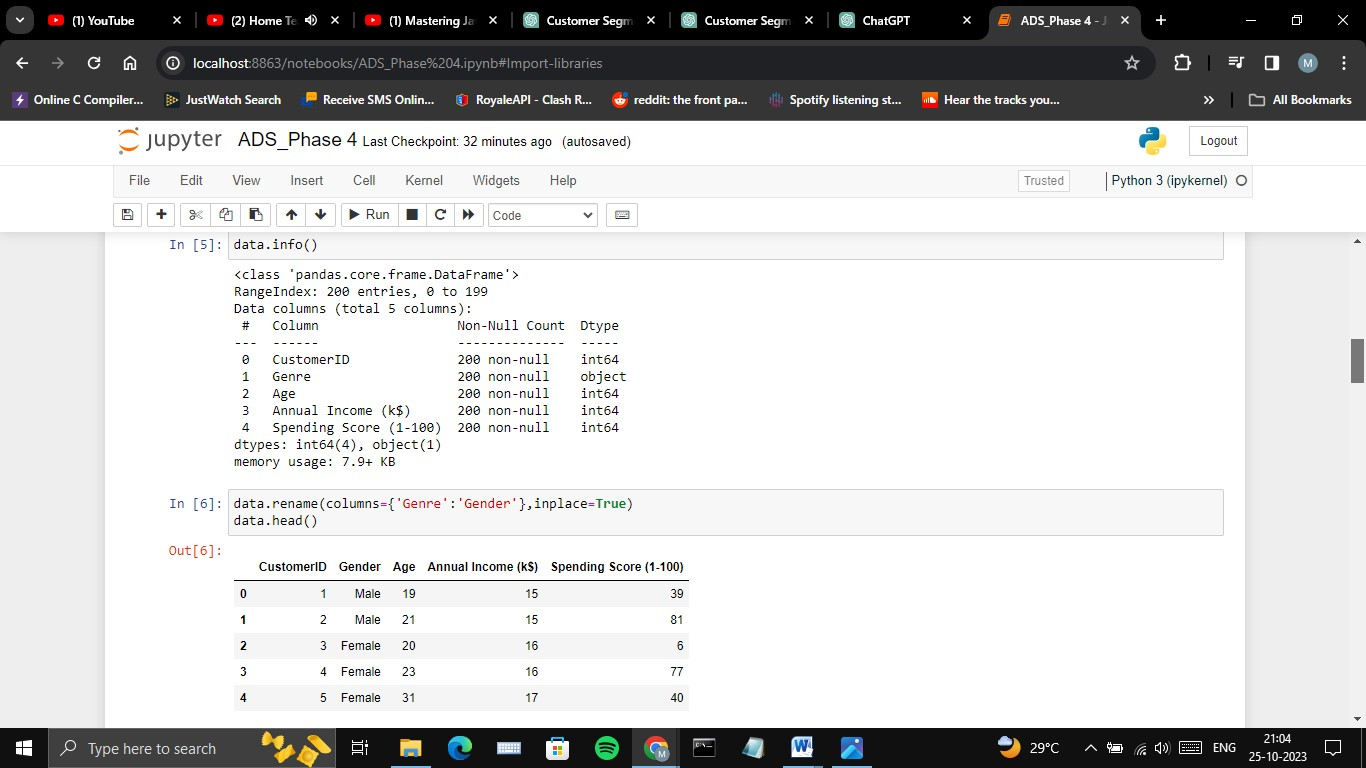 (1) YouTube
(2) Home Te
(1) Mastering Ja
Customer Segm
Customer Segm
ChatGPT
ADS_Phase 4 - J
localhost:8863/notebooks/ADS_Phase%204.ipynb#Import-libraries
M
Online C Compiler...
JustWatch Search
Receive SMS Onlin...
RoyaleAPI - Clash R...
reddit: the front pa...
Spotify listening st...
Hear the tracks you...
»
All Bookmarks
jupyter ADS_Phase 4 Last Checkpoint: 32 minutes ago (autosaved)
Logout
File Edit View Insert Cell Kernel Widgets Help
Trusted
Python 3 (ipykernel)
Run
Code
In [5]: data.info()
<class 'pandas.core.frame.DataFrame'>
RangeIndex: 200 entries, 0 to 199
Data columns (total 5 columns):
# Column Non-Null Count Dtype
--- ------ -------------- -----
0 CustomerID 200 non-null int64
1 Genre 200 non-null object
2 Age 200 non-null int64
3 Annual Income (k$) 200 non-null int64
4 Spending Score (1-100) 200 non-null int64
dtypes: int64(4), object(1)
memory usage: 7.9+ KB
In [6]: data.rename(columns={'Genre':'Gender'},inplace=True)
data.head()
Out[6]:
CustomerID Gender Age Annual Income (k$) Spending Score (1-100)
0 1 Male 19 15 39
1 2 Male 21 15 81
2 3 Female 20 16 6
3 4 Female 23 16 77
4 5 Female 31 17 40
Type here to search
M
29°C
ENG
21:04
25-10-2023